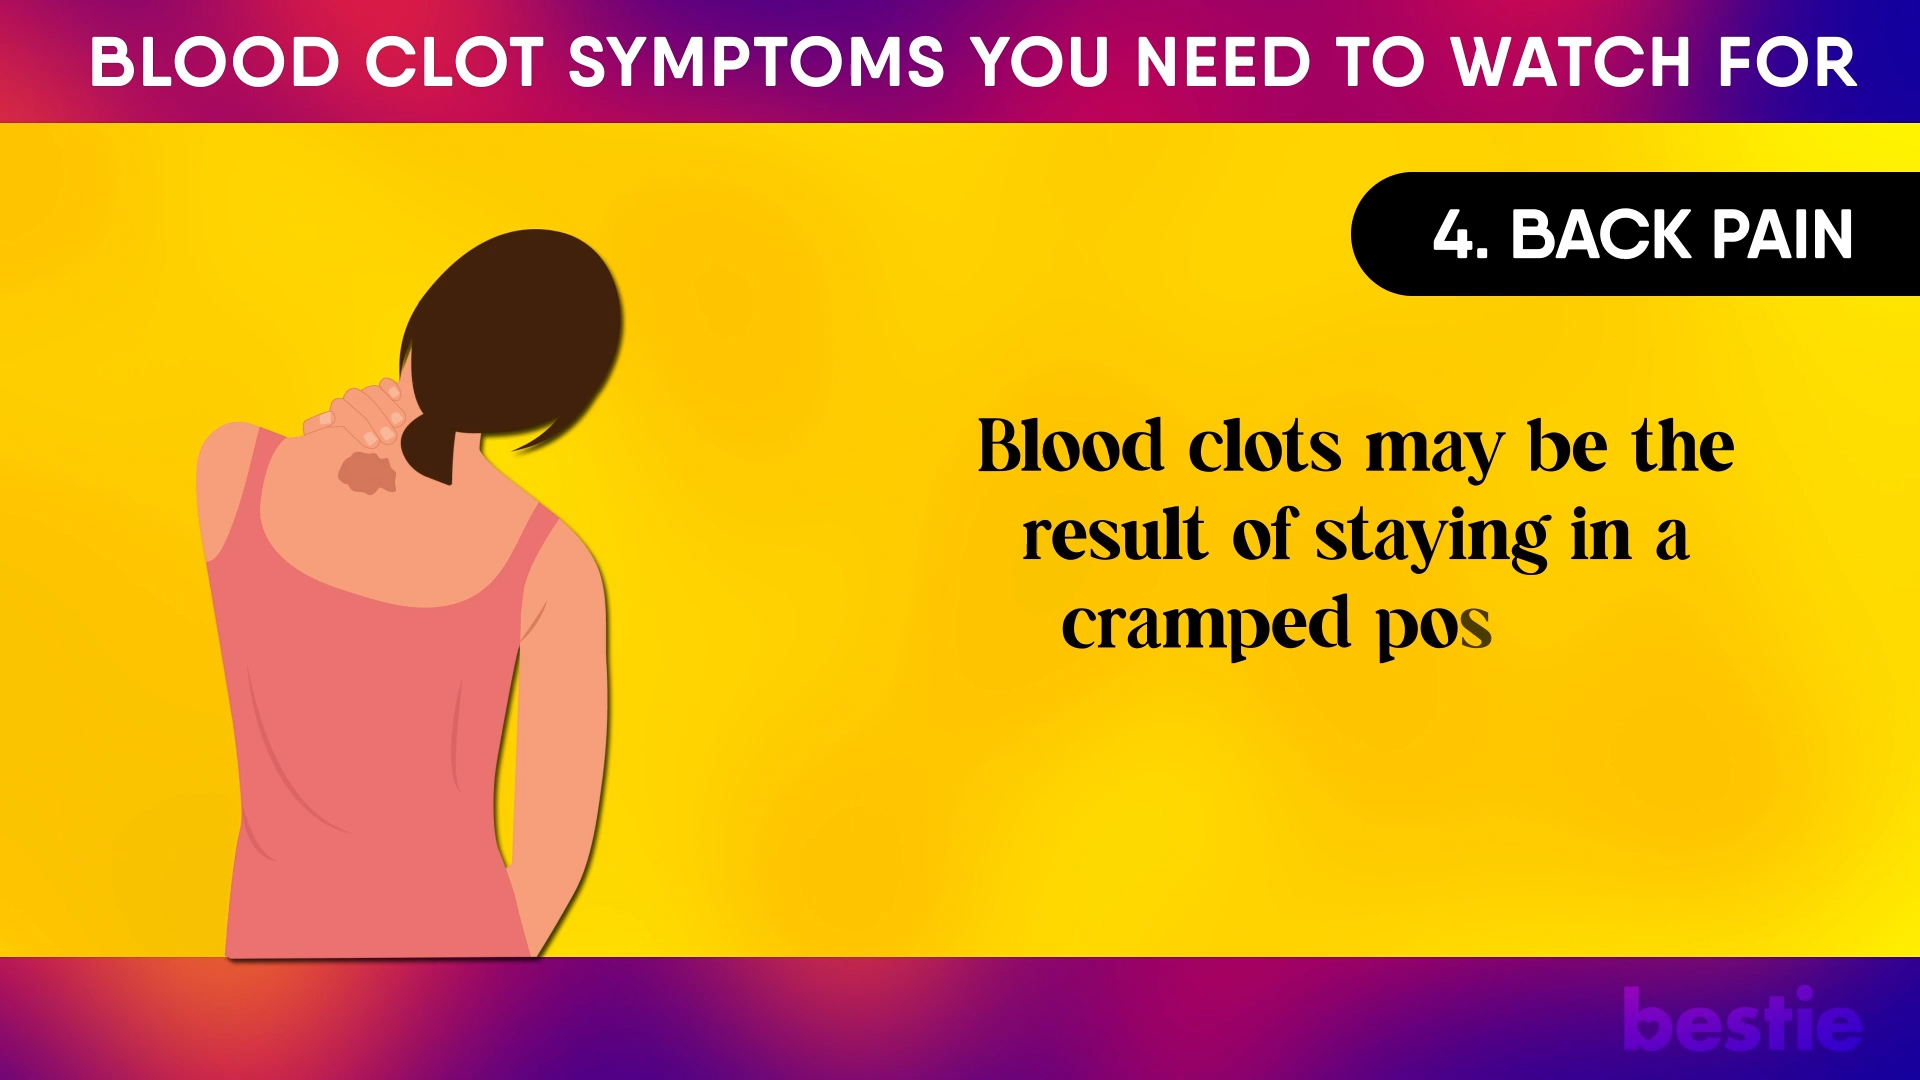 BLOOD CLOT SYMPTOMS YOU NEED TO WATCH FOR
4. BACK PAIN
Blood clots may be the
result of staying in a
cramped pos
bestie